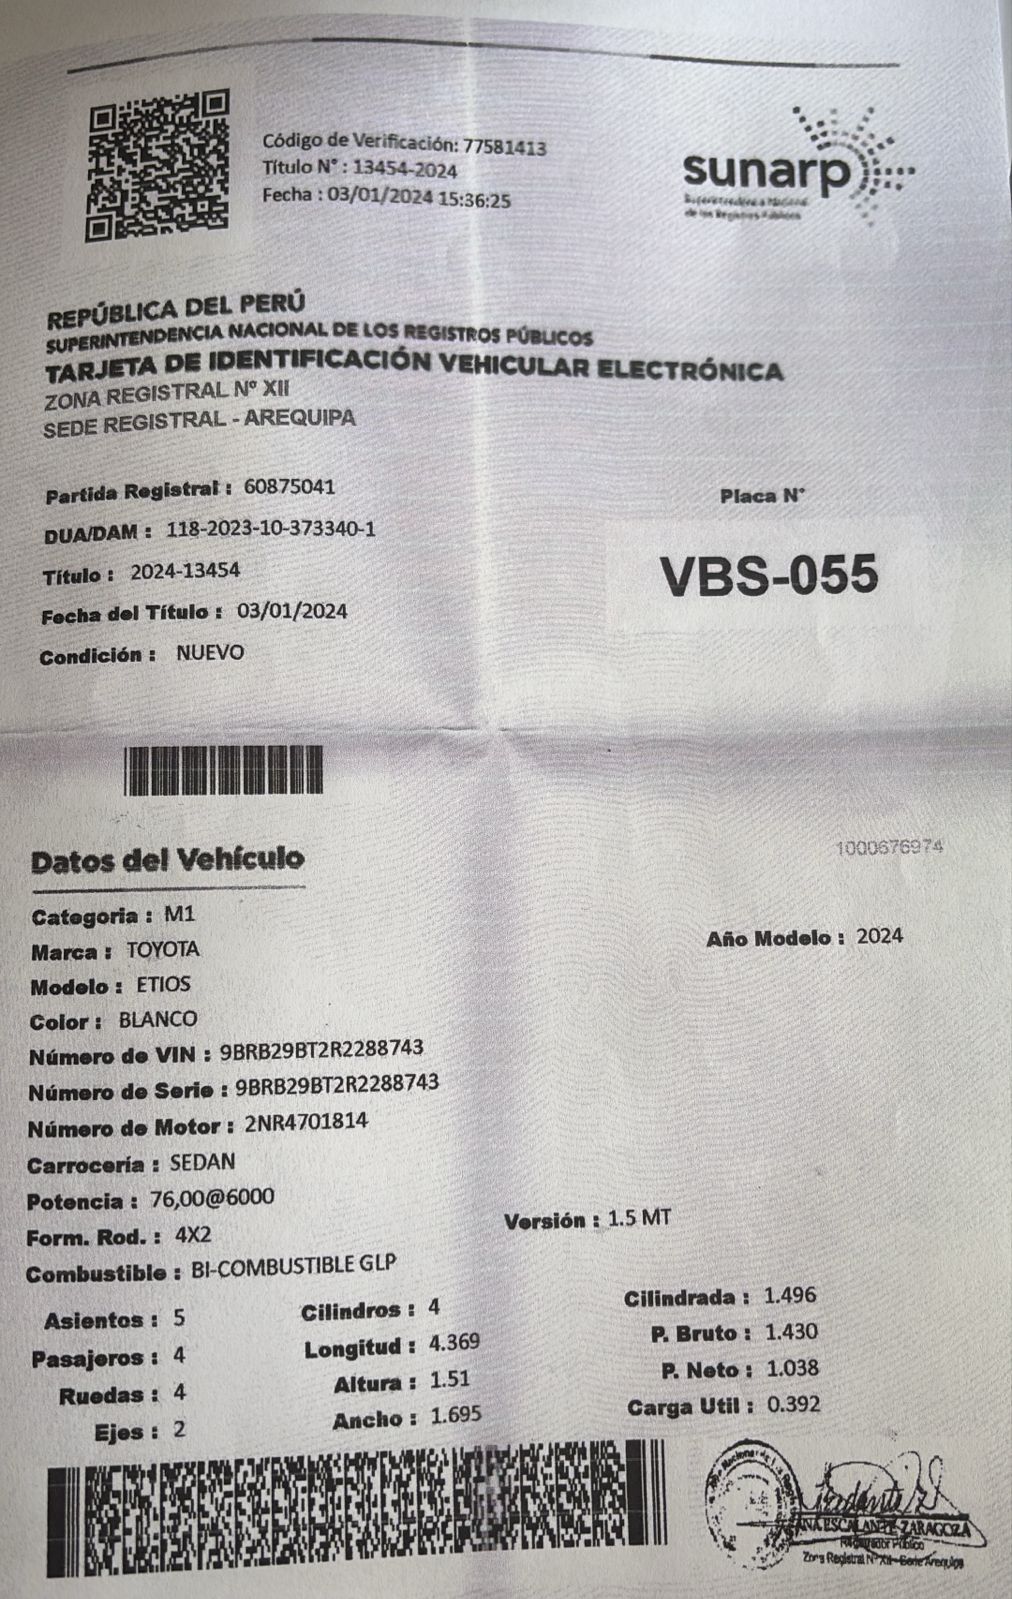 Código de Verificación: 77581413
Título N° : 13454-2024
Fecha : 03/01/2024 15:36:25
sunarp
Superintendencia Nacional
de los Registros Públicos
REPÚBLICA DEL PERÚ
SUPERINTENDENCIA NACIONAL DE LOS REGISTROS PÚBLICOS
TARJETA DE IDENTIFICACIÓN VEHICULAR ELECTRÓNICA
ZONA REGISTRAL Nº XII
SEDE REGISTRAL - AREQUIPA
Partida Registral : 60875041
Placa N°
DUA/DAM : 118-2023-10-373340-1
VBS-055
Título : 2024-13454
Fecha del Título : 03/01/2024
Condición : NUEVO
Datos del Vehículo
1000676974
Categoria : M1
Año Modelo : 2024
Marca : TOYOTA
Modelo : ETIOS
Color : BLANCO
Número de VIN : 9BRB29BT2R2288743
Número de Serie : 9BRB29BT2R2288743
Número de Motor : 2NR4701814
Carrocería : SEDAN
Potencia : 76,00@6000
Versión : 1.5 MT
Form. Rod. : 4X2
Combustible : BI-COMBUSTIBLE GLP
Asientos : 5 Cilindros : 4 Cilindrada : 1.496
Pasajeros : 4 Longitud : 4.369 P. Bruto : 1.430
Ruedas : 4 Altura : 1.51 P. Neto : 1.038
Ejes : 2 Ancho : 1.695 Carga Util : 0.392
ESCALANTE ZARAGOZA
Registrador Público
Zona Registral Nº XII - Sede Arequipa